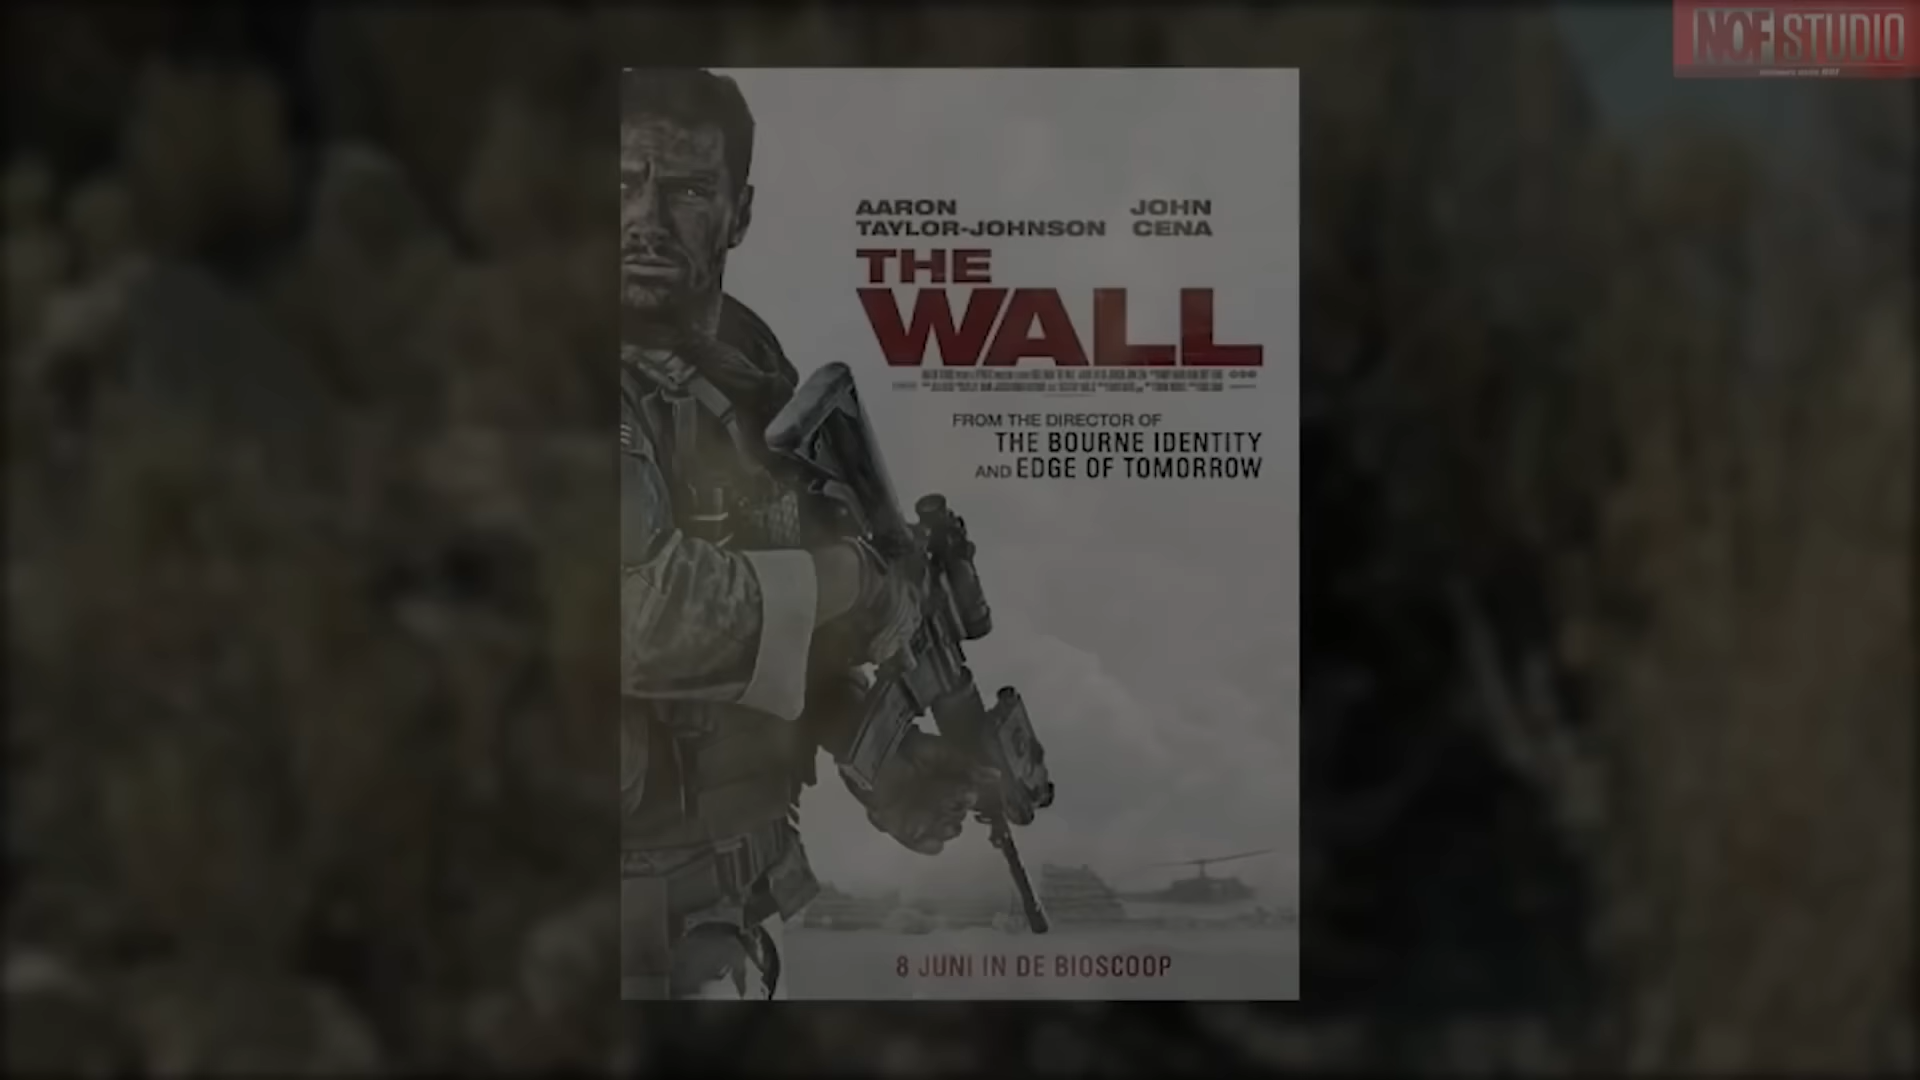 NOF STUDIO
AARON JOHN
TAYLOR-JOHNSON CENA
THE
WALL
FROM THE DIRECTOR OF
THE BOURNE IDENTITY
AND EDGE OF TOMORROW
8 JUNI IN DE BIOSCOOP